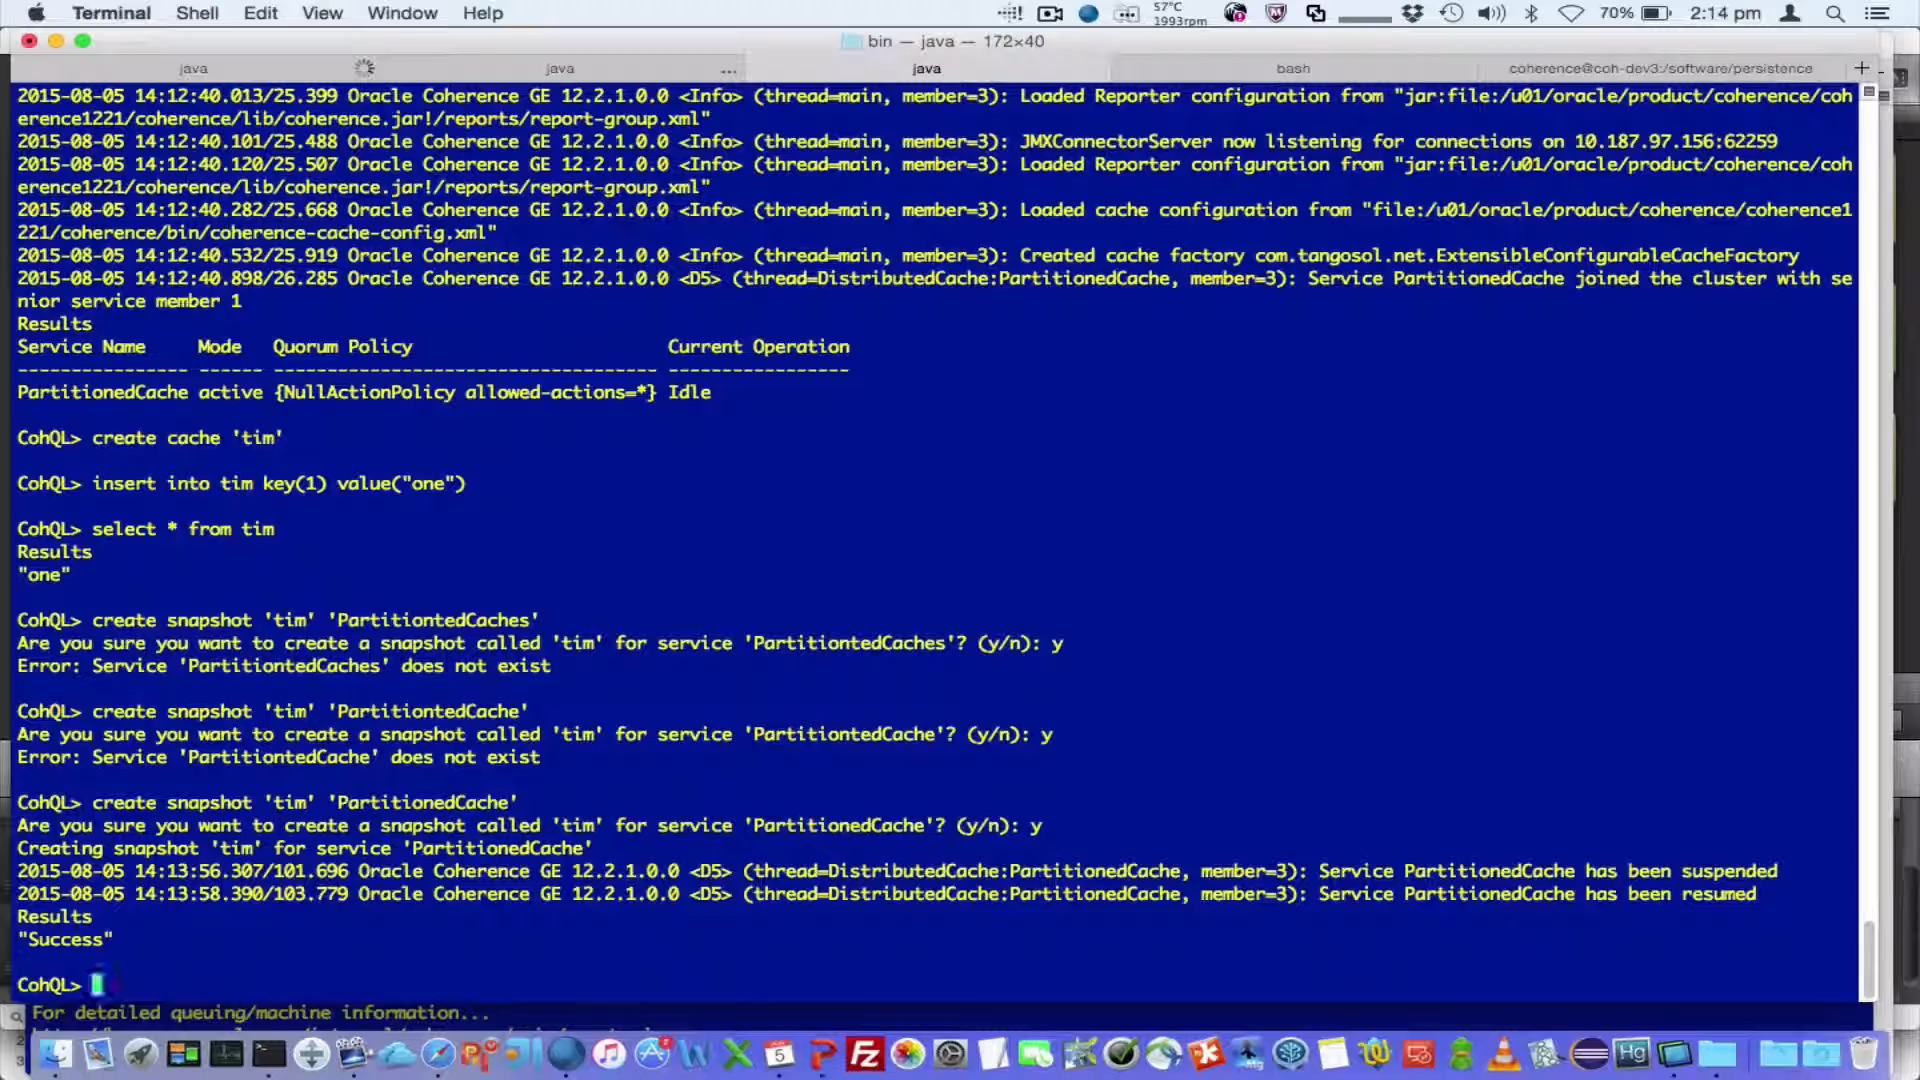 Terminal Shell Edit View Window Help 57°C 1993rpm 70% 2:14 pm
bin — java — 172×40
java java ... java bash coherence@coh-dev3:/software/persistence +
2015-08-05 14:12:40.013/25.399 Oracle Coherence GE 12.2.1.0.0 <Info> (thread=main, member=3): Loaded Reporter configuration from "jar:file:/u01/oracle/product/coherence/coh
erence1221/coherence/lib/coherence.jar!/reports/report-group.xml"
2015-08-05 14:12:40.101/25.488 Oracle Coherence GE 12.2.1.0.0 <Info> (thread=main, member=3): JMXConnectorServer now listening for connections on 10.187.97.156:62259
2015-08-05 14:12:40.120/25.507 Oracle Coherence GE 12.2.1.0.0 <Info> (thread=main, member=3): Loaded Reporter configuration from "jar:file:/u01/oracle/product/coherence/coh
erence1221/coherence/lib/coherence.jar!/reports/report-group.xml"
2015-08-05 14:12:40.282/25.668 Oracle Coherence GE 12.2.1.0.0 <Info> (thread=main, member=3): Loaded cache configuration from "file:/u01/oracle/product/coherence/coherence1
221/coherence/bin/coherence-cache-config.xml"
2015-08-05 14:12:40.532/25.919 Oracle Coherence GE 12.2.1.0.0 <Info> (thread=main, member=3): Created cache factory com.tangosol.net.ExtensibleConfigurableCacheFactory
2015-08-05 14:12:40.898/26.285 Oracle Coherence GE 12.2.1.0.0 <D5> (thread=DistributedCache:PartitionedCache, member=3): Service PartitionedCache joined the cluster with se
nior service member 1
Results
Service Name Mode Quorum Policy Current Operation
---------------- ------ ------------------------------------ -----------------
PartitionedCache active {NullActionPolicy allowed-actions=*} Idle
CohQL> create cache 'tim'
CohQL> insert into tim key(1) value("one")
CohQL> select * from tim
Results
"one"
CohQL> create snapshot 'tim' 'PartitiontedCaches'
Are you sure you want to create a snapshot called 'tim' for service 'PartitiontedCaches'? (y/n): y
Error: Service 'PartitiontedCaches' does not exist
CohQL> create snapshot 'tim' 'PartitiontedCache'
Are you sure you want to create a snapshot called 'tim' for service 'PartitiontedCache'? (y/n): y
Error: Service 'PartitiontedCache' does not exist
CohQL> create snapshot 'tim' 'PartitionedCache'
Are you sure you want to create a snapshot called 'tim' for service 'PartitionedCache'? (y/n): y
Creating snapshot 'tim' for service 'PartitionedCache'
2015-08-05 14:13:56.307/101.696 Oracle Coherence GE 12.2.1.0.0 <D5> (thread=DistributedCache:PartitionedCache, member=3): Service PartitionedCache has been suspended
2015-08-05 14:13:58.390/103.779 Oracle Coherence GE 12.2.1.0.0 <D5> (thread=DistributedCache:PartitionedCache, member=3): Service PartitionedCache has been resumed
Results
"Success"
CohQL>
For detailed queuing/machine information...